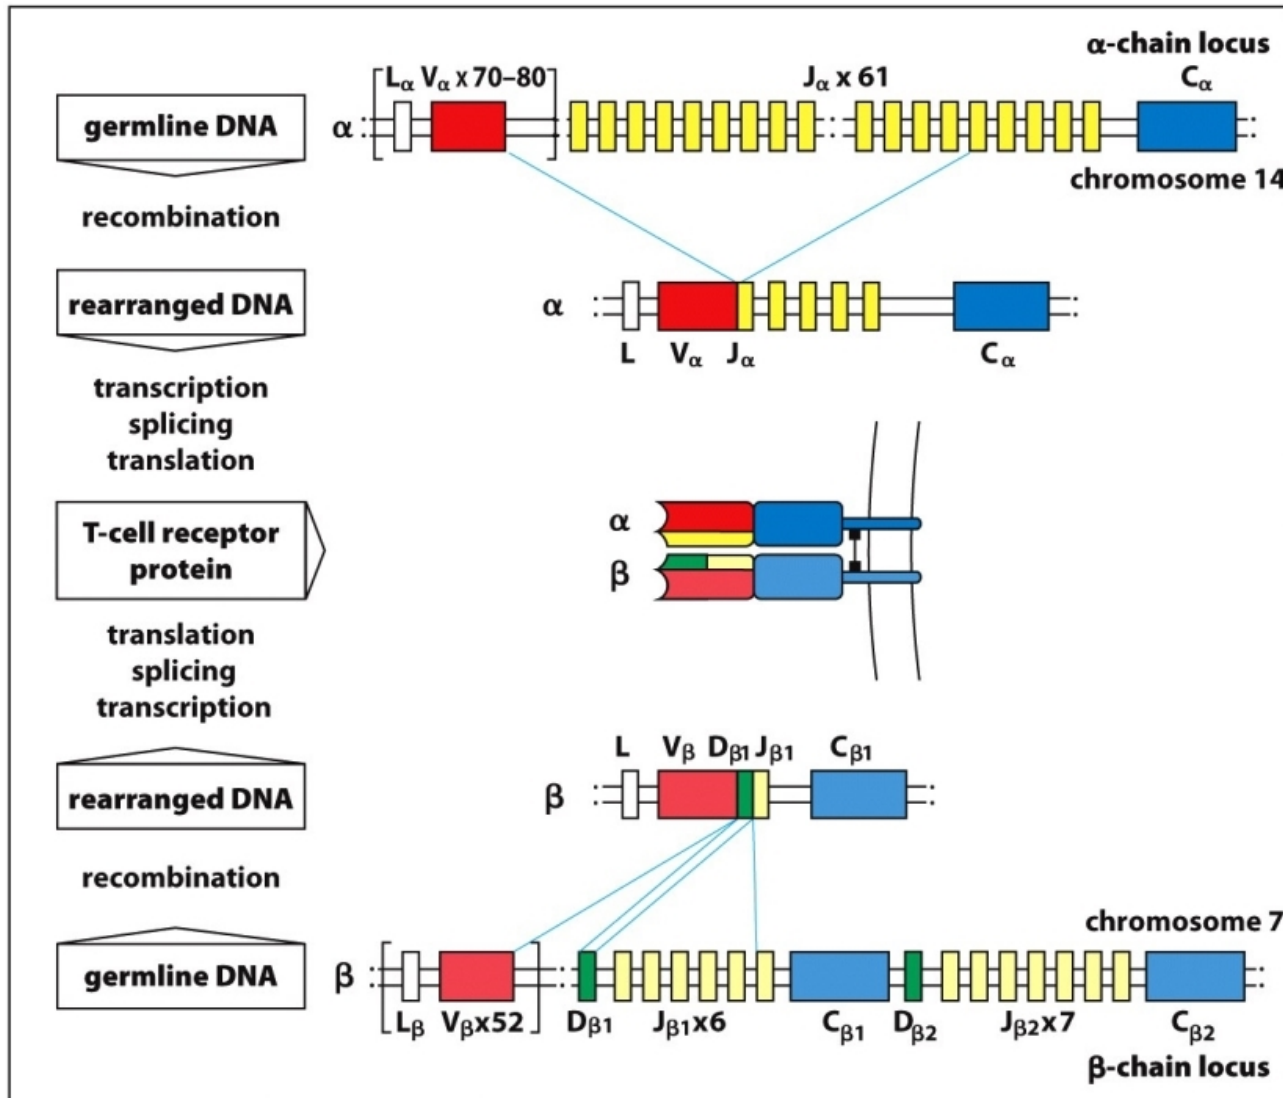 α-chain locus
Lα Vα x 70–80
Jα x 61
Cα
germline DNA
α
chromosome 14
recombination
rearranged DNA
α
L Vα Jα Cα
transcription
splicing
translation
T-cell receptor
protein
α
β
translation
splicing
transcription
L Vβ Dβ1 Jβ1 Cβ1
rearranged DNA
β
recombination
chromosome 7
germline DNA
β
Lβ Vβx52 Dβ1 Jβ1x6 Cβ1 Dβ2 Jβ2x7 Cβ2
β-chain locus